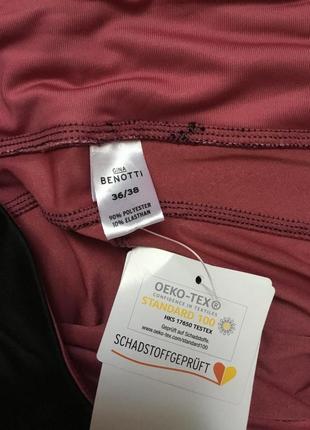 GINA
BENOTTI
36/38
90% POLYESTER
10% ELASTHAN
OEKO-TEX®
CONFIDENCE IN TEXTILES
STANDARD 100
HKS 17650 TESTEX
Geprüft auf Schadstoffe.
www.oeko-tex.com/standard100
SCHADSTOFFGEPRÜFT